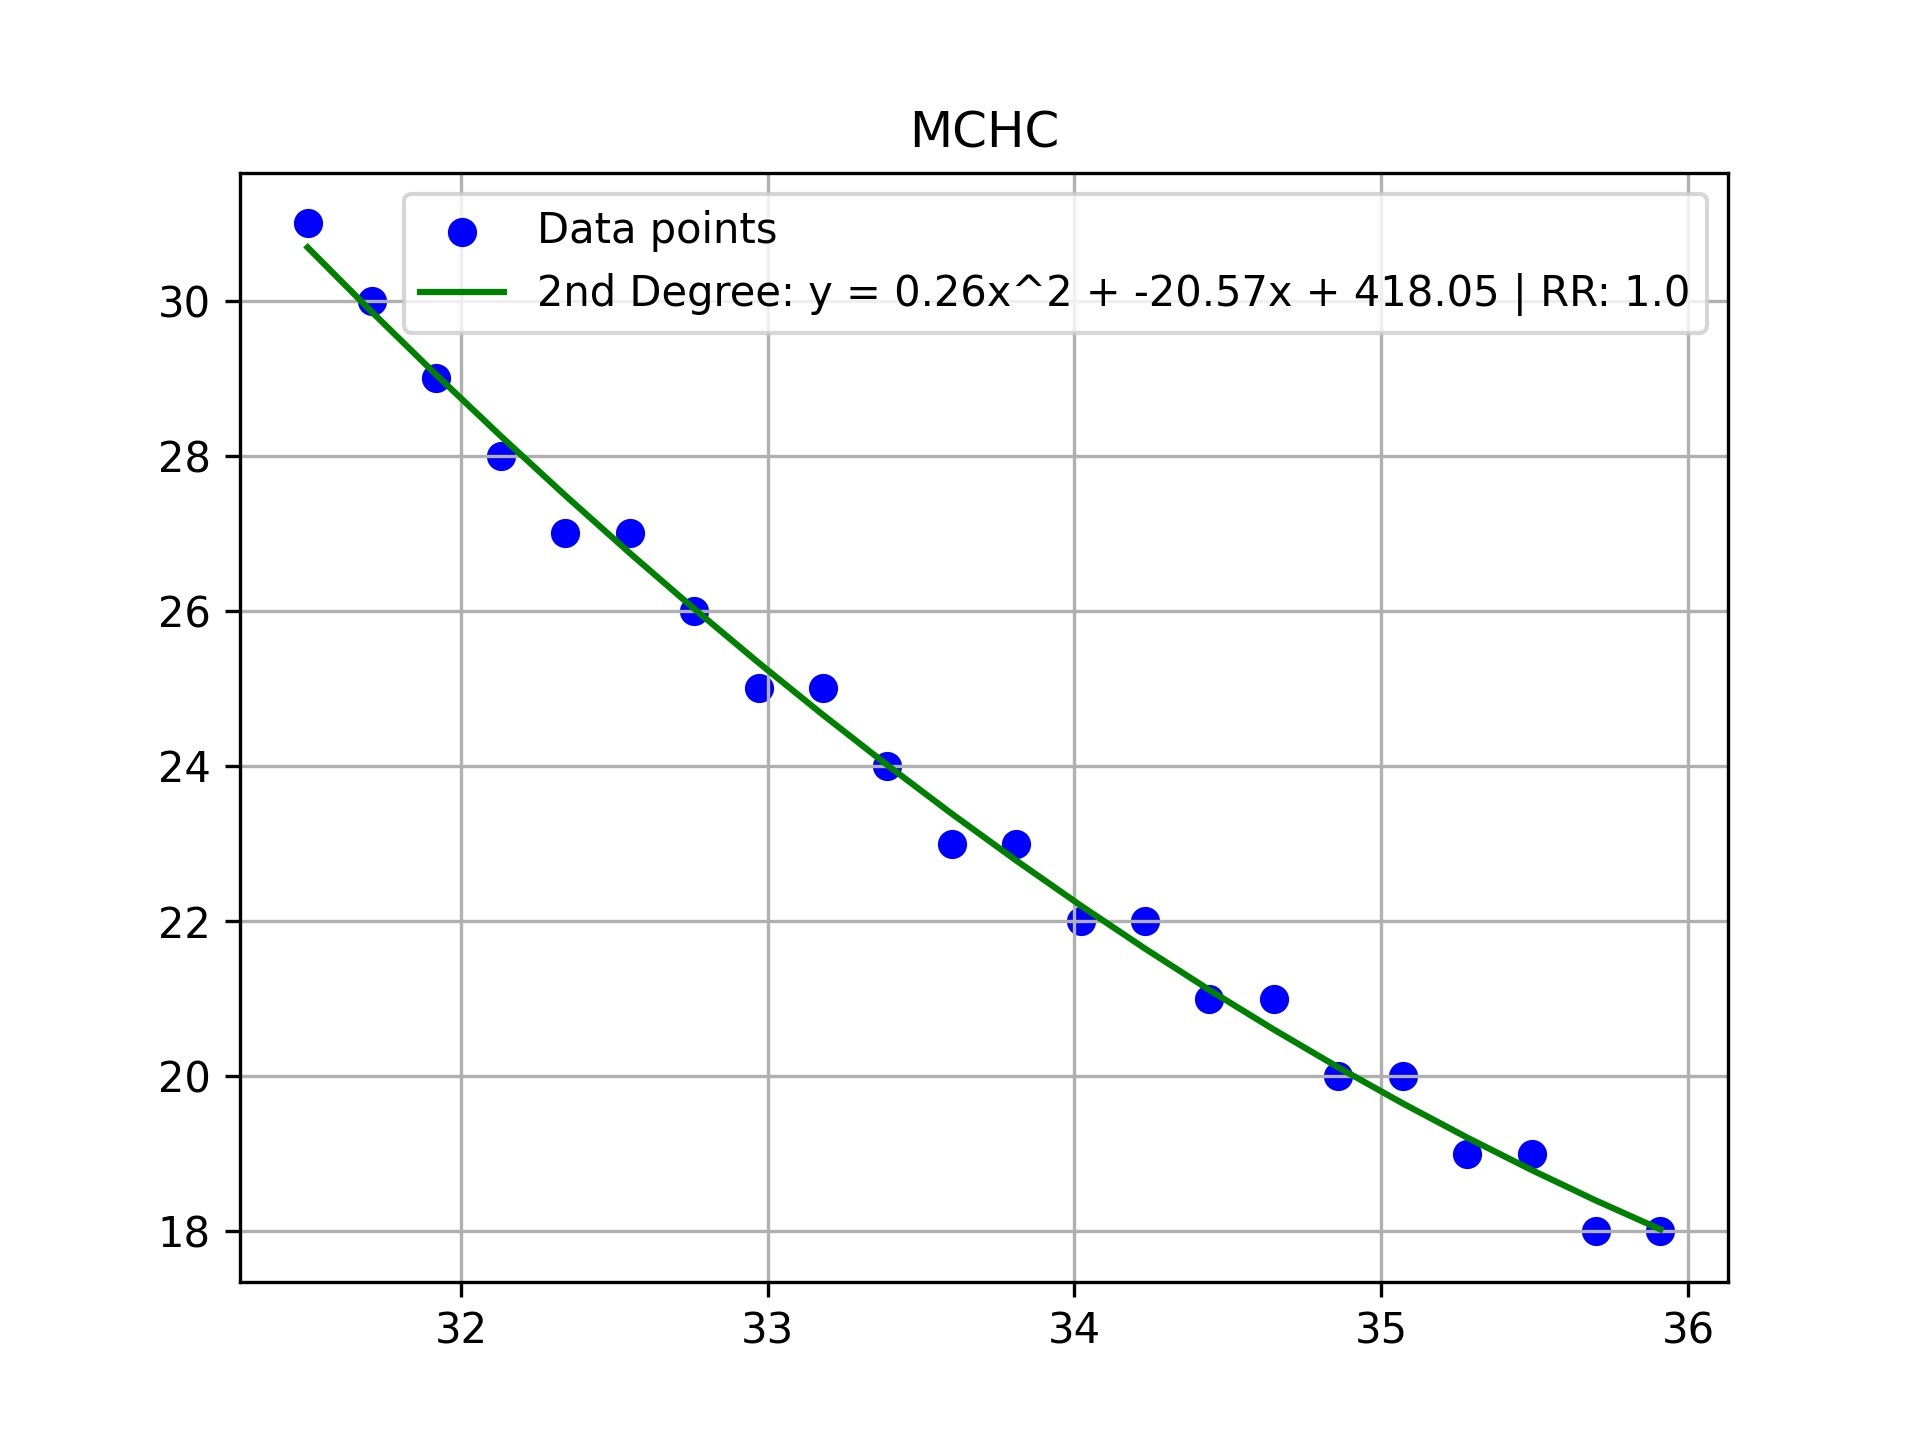 MCHC
Data points
2nd Degree: y = 0.26x^2 + -20.57x + 418.05 | RR: 1.0
30
28
26
24
22
20
18
32 33 34 35 36